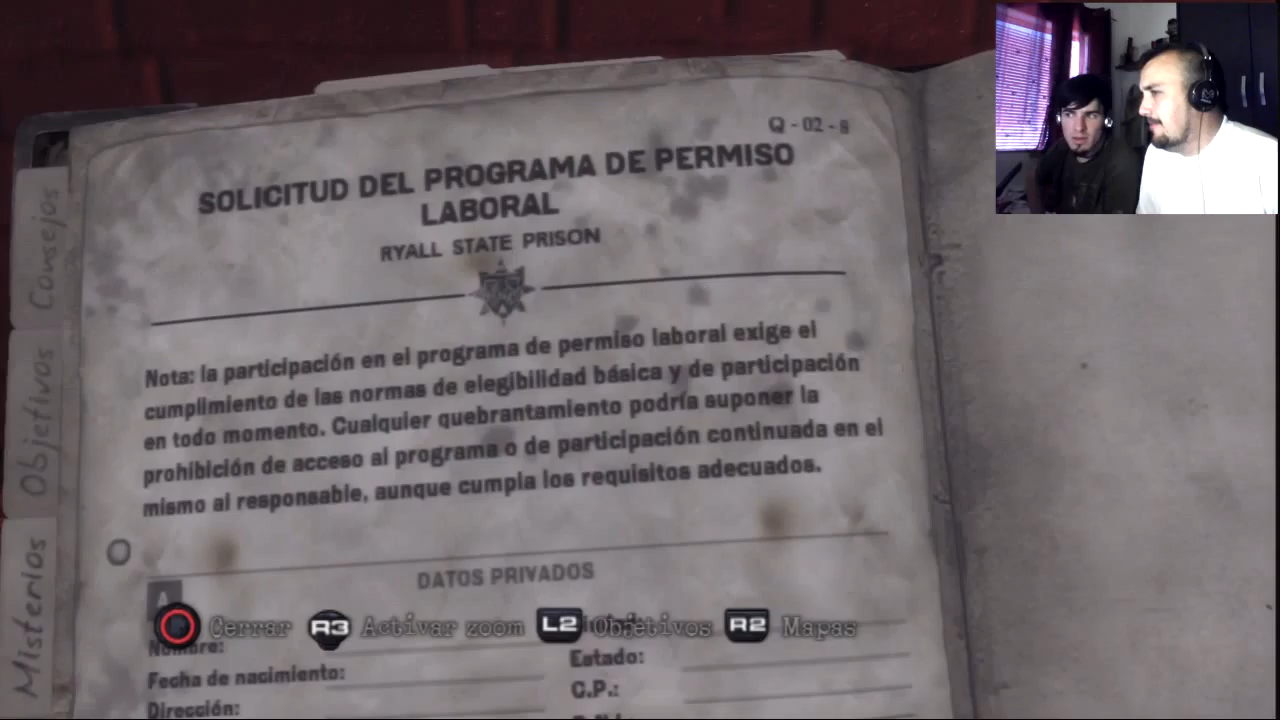 Q - 02 - 8
SOLICITUD DEL PROGRAMA DE PERMISO
LABORAL
RYALL STATE PRISON
Nota: la participación en el programa de permiso laboral exige el
cumplimiento de las normas de elegibilidad básica y de participación
en todo momento. Cualquier quebrantamiento podría suponer la
prohibición de acceso al programa o de participación continuada en el
mismo al responsable, aunque cumpla los requisitos adecuados.
DATOS PRIVADOS
A
Cerrar R3 Activar zoom L2 Objetivos R2 Mapas
Nombre:
Estado:
Fecha de nacimiento:
C.P.:
Dirección:
Consejos
Objetivos
Misterios